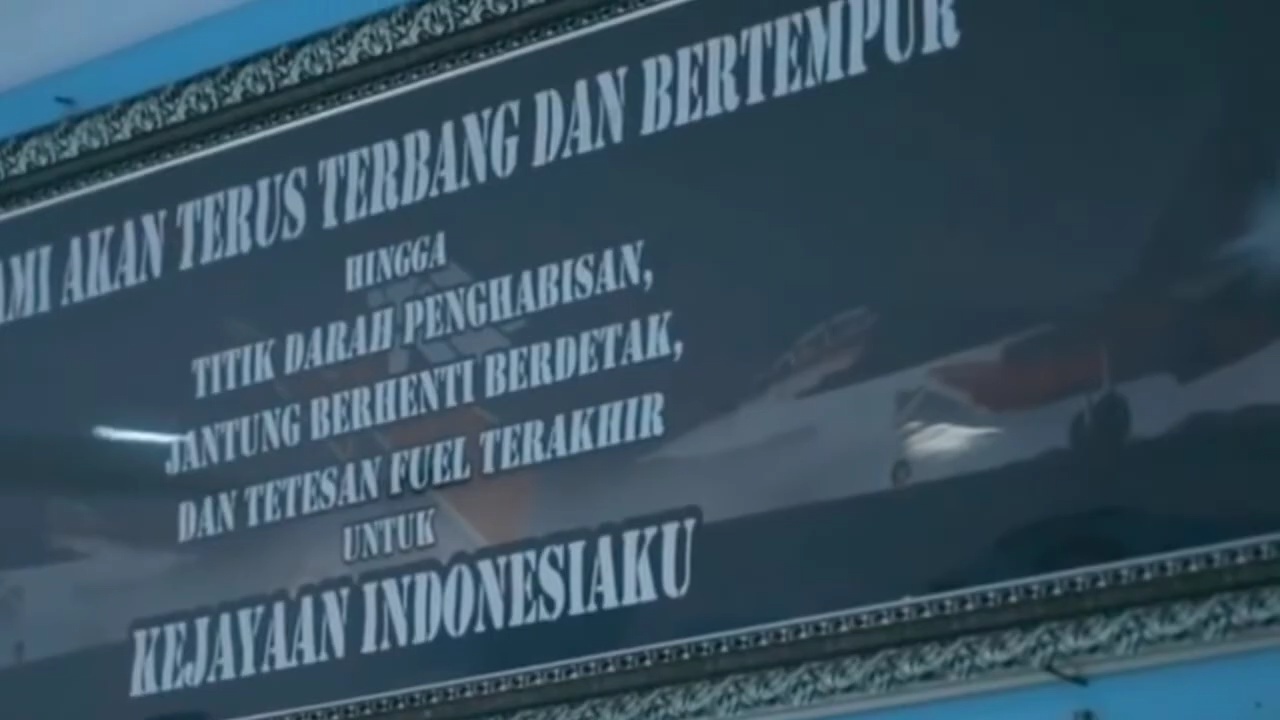 AMI AKAN TERUS TERBANG DAN BERTEMPUR
HINGGA
TITIK DARAH PENGHABISAN,
JANTUNG BERHENTI BERDETAK,
DAN TETESAN FUEL TERAKHIR
UNTUK
KEJAYAAN INDONESIAKU